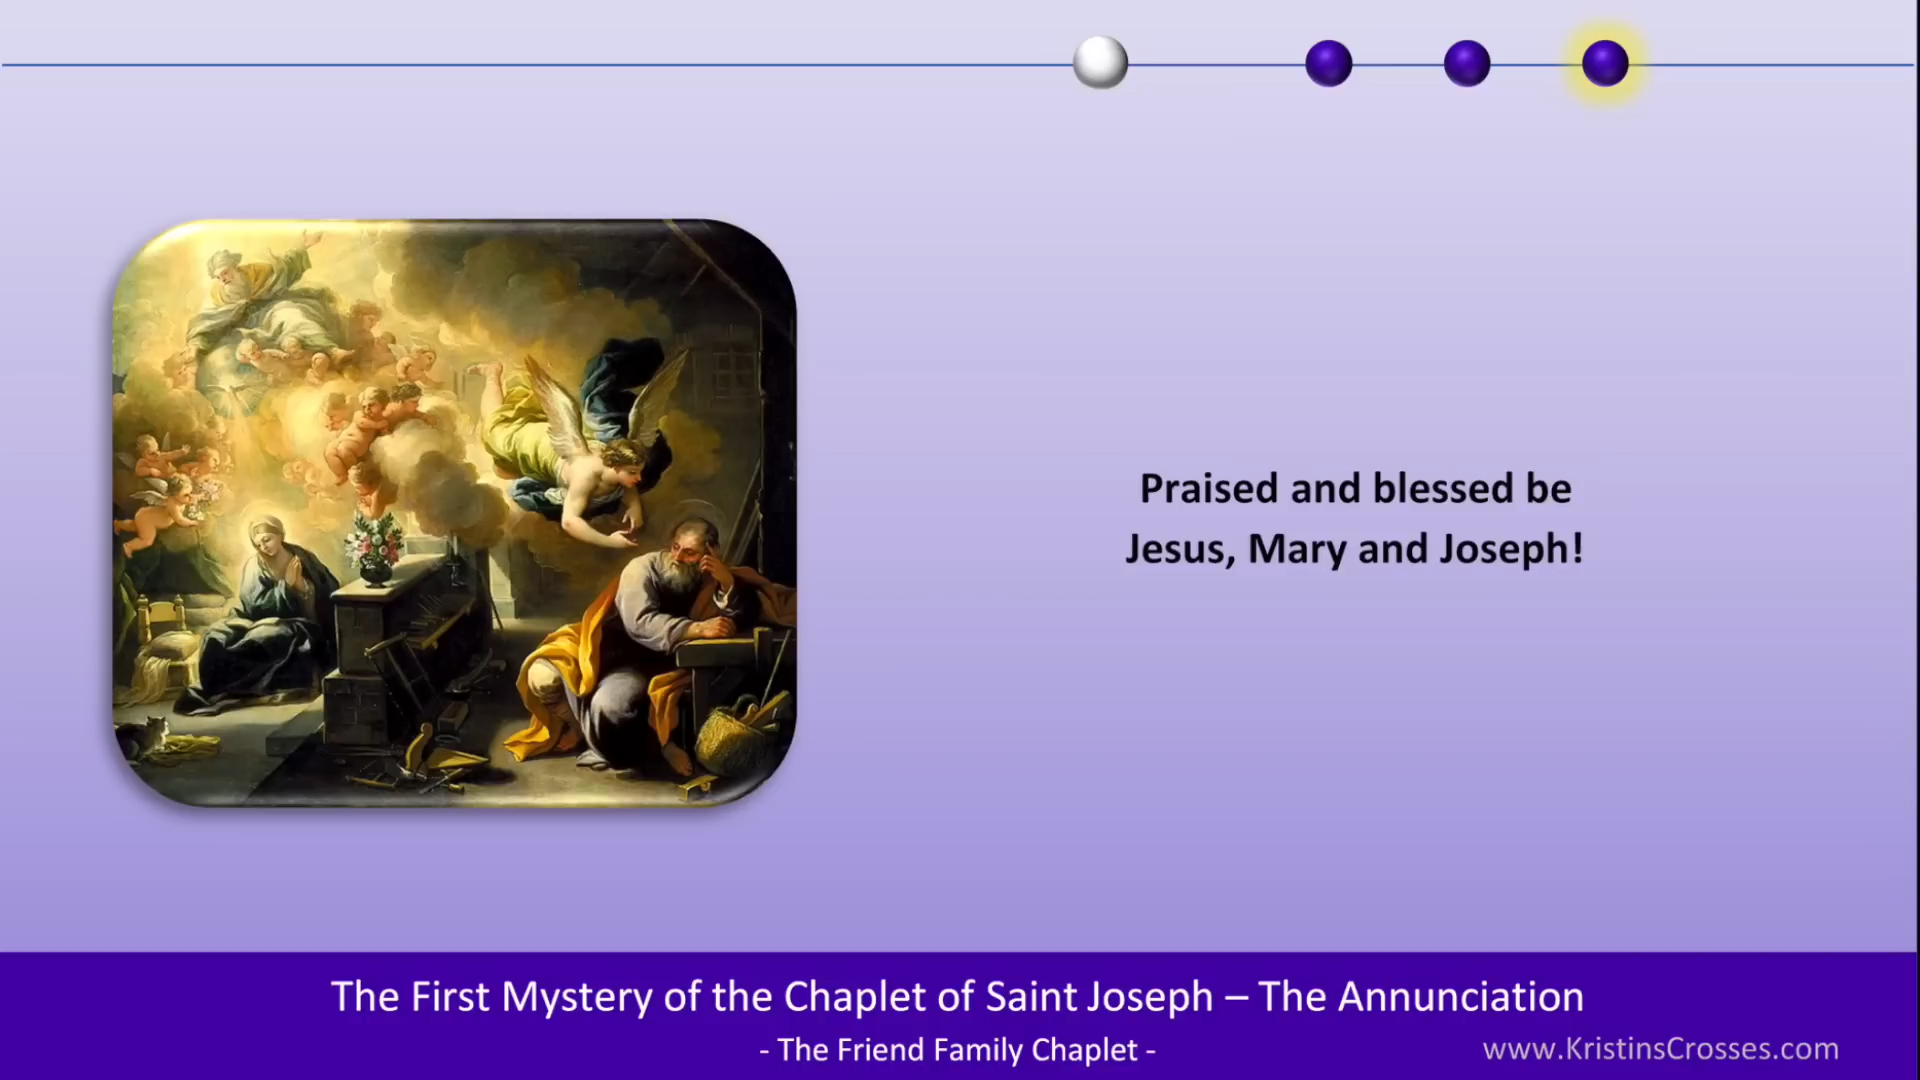 Praised and blessed be
Jesus, Mary and Joseph!
The First Mystery of the Chaplet of Saint Joseph – The Annunciation
- The Friend Family Chaplet -
www.KristinsCrosses.com